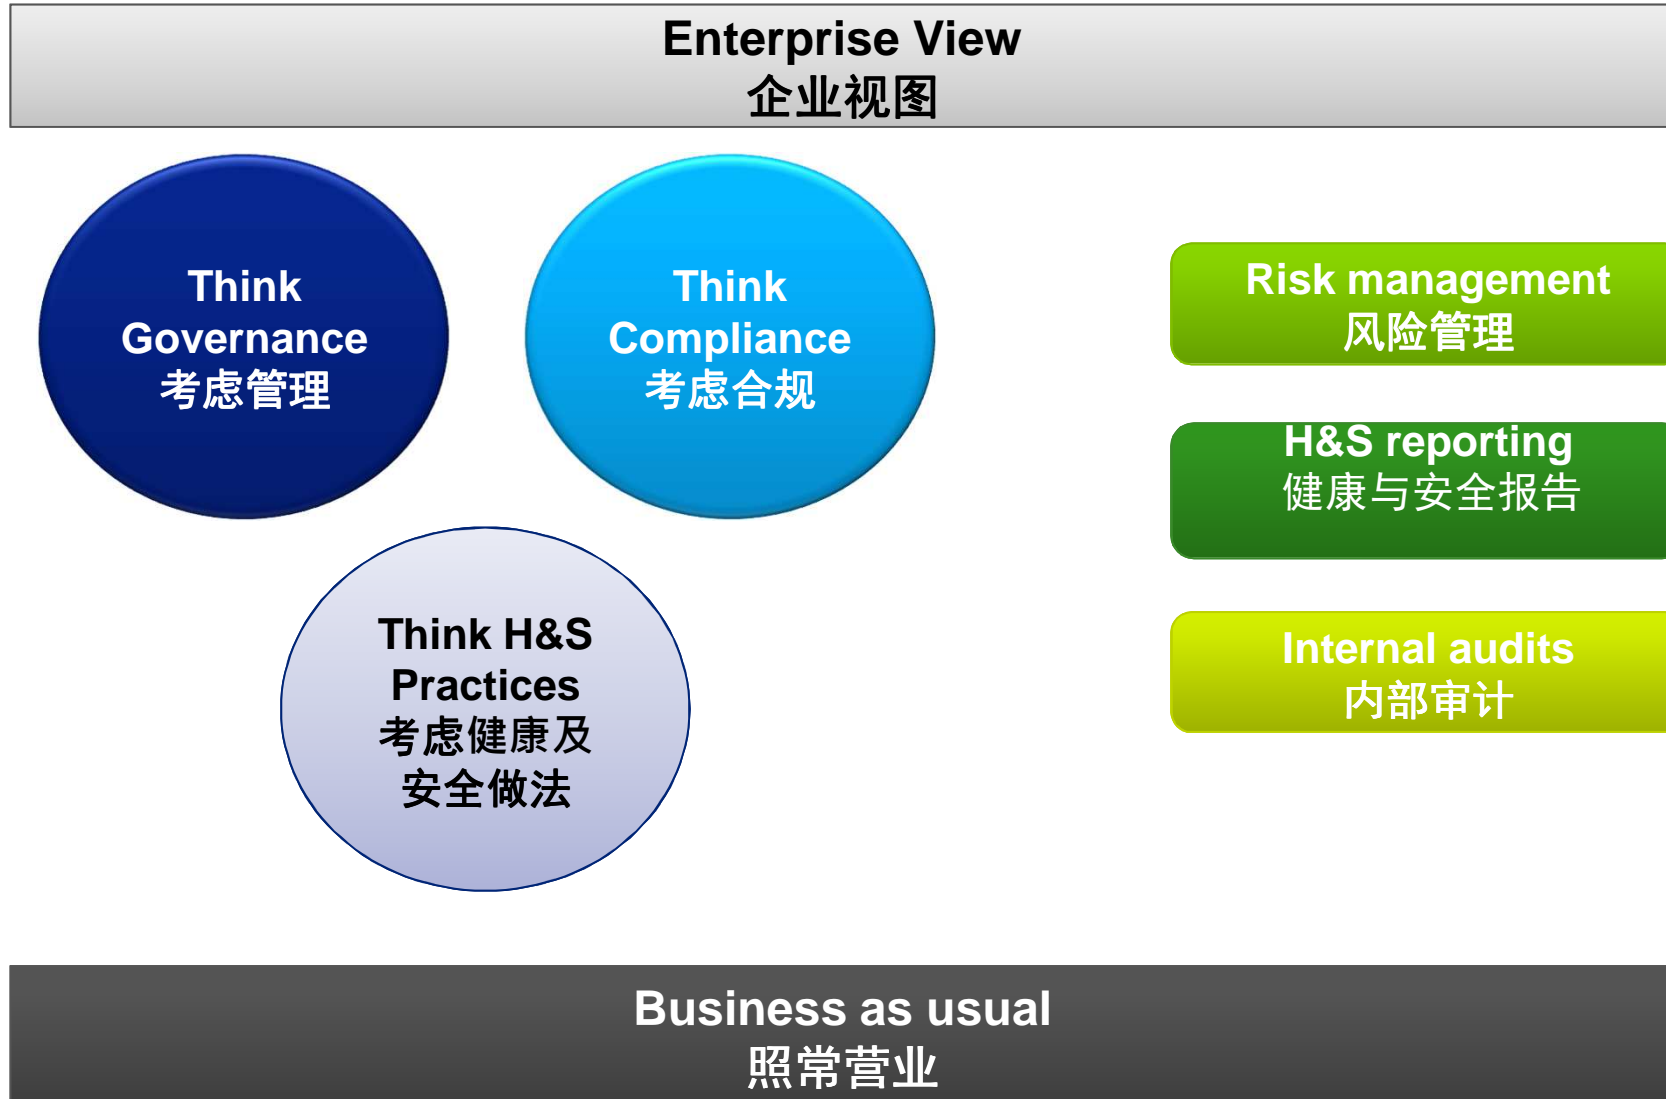 Enterprise View
企业视图
Think
Governance
考虑管理
Think
Compliance
考虑合规
Think H&S
Practices
考虑健康及
安全做法
Risk management
风险管理
H&S reporting
健康与安全报告
Internal audits
内部审计
Business as usual
照常营业